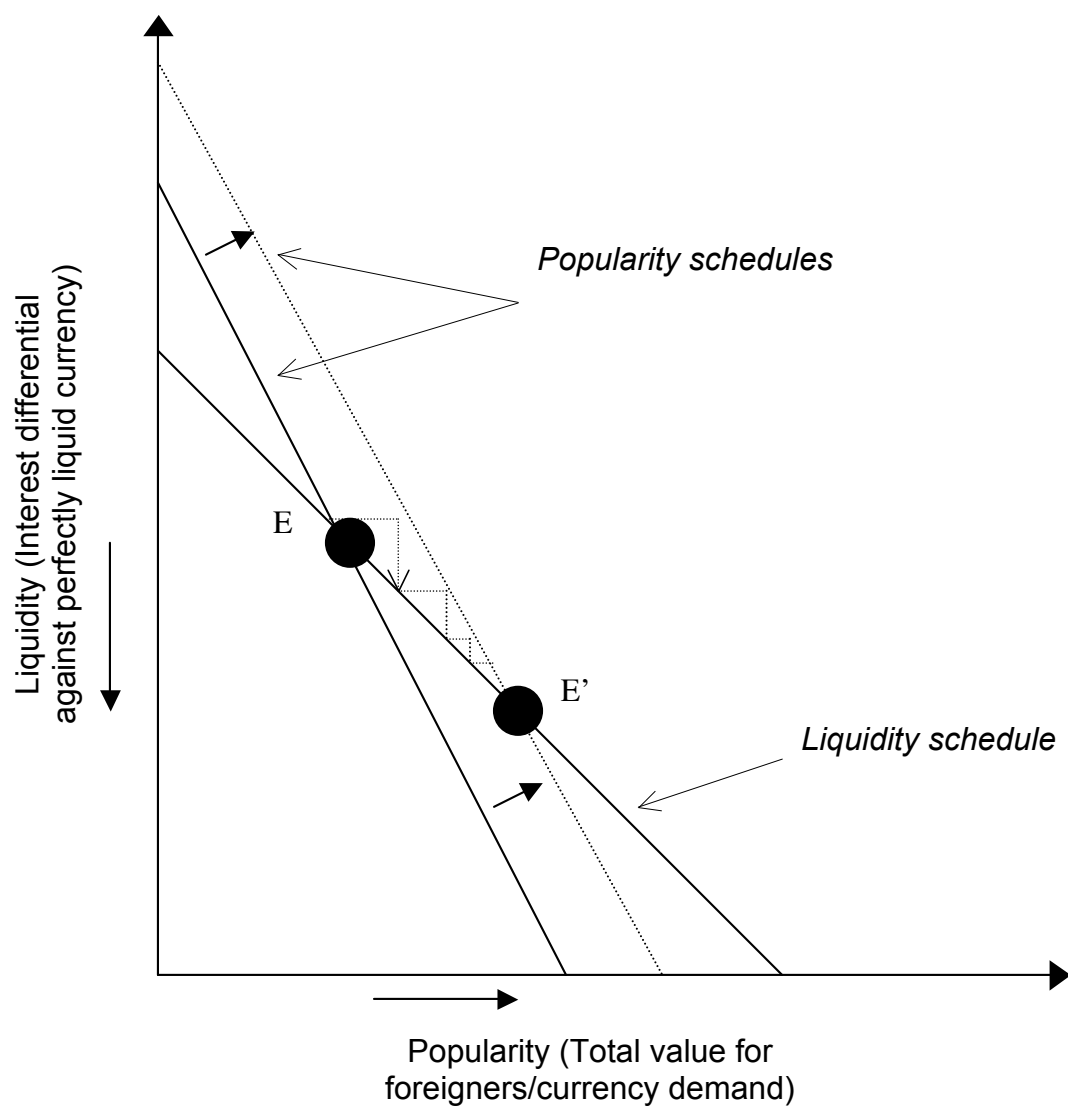 Popularity schedules
Liquidity (Interest differential
against perfectly liquid currency)
E
E’
Liquidity schedule
Popularity (Total value for
foreigners/currency demand)